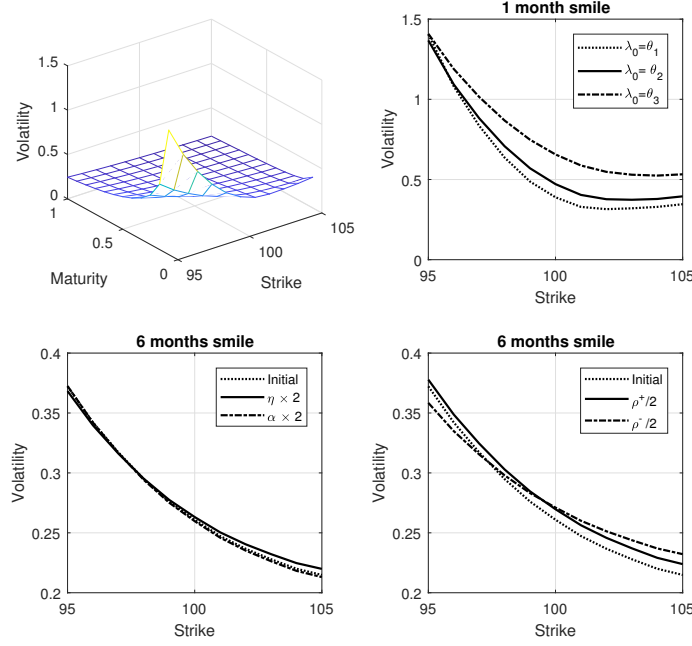 1.5
1
0.5
0
Volatility
1
0.5
0
Maturity
95
100
105
Strike
1 month smile
1.5
1
0.5
0
Volatility
λ₀=θ₁
λ₀= θ₂
λ₀=θ₃
95
100
105
Strike
6 months smile
0.4
0.35
0.3
0.25
0.2
Volatility
Initial
η × 2
α × 2
95
100
105
Strike
6 months smile
0.4
0.35
0.3
0.25
0.2
Volatility
Initial
ρ⁺/2
ρ⁻/2
95
100
105
Strike